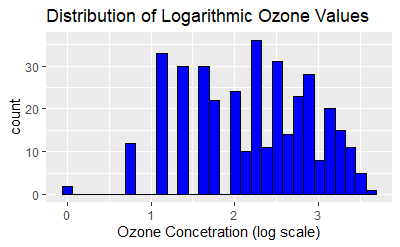 Distribution of Logarithmic Ozone Values
count
30
20
10
0
0 1 2 3
Ozone Concetration (log scale)